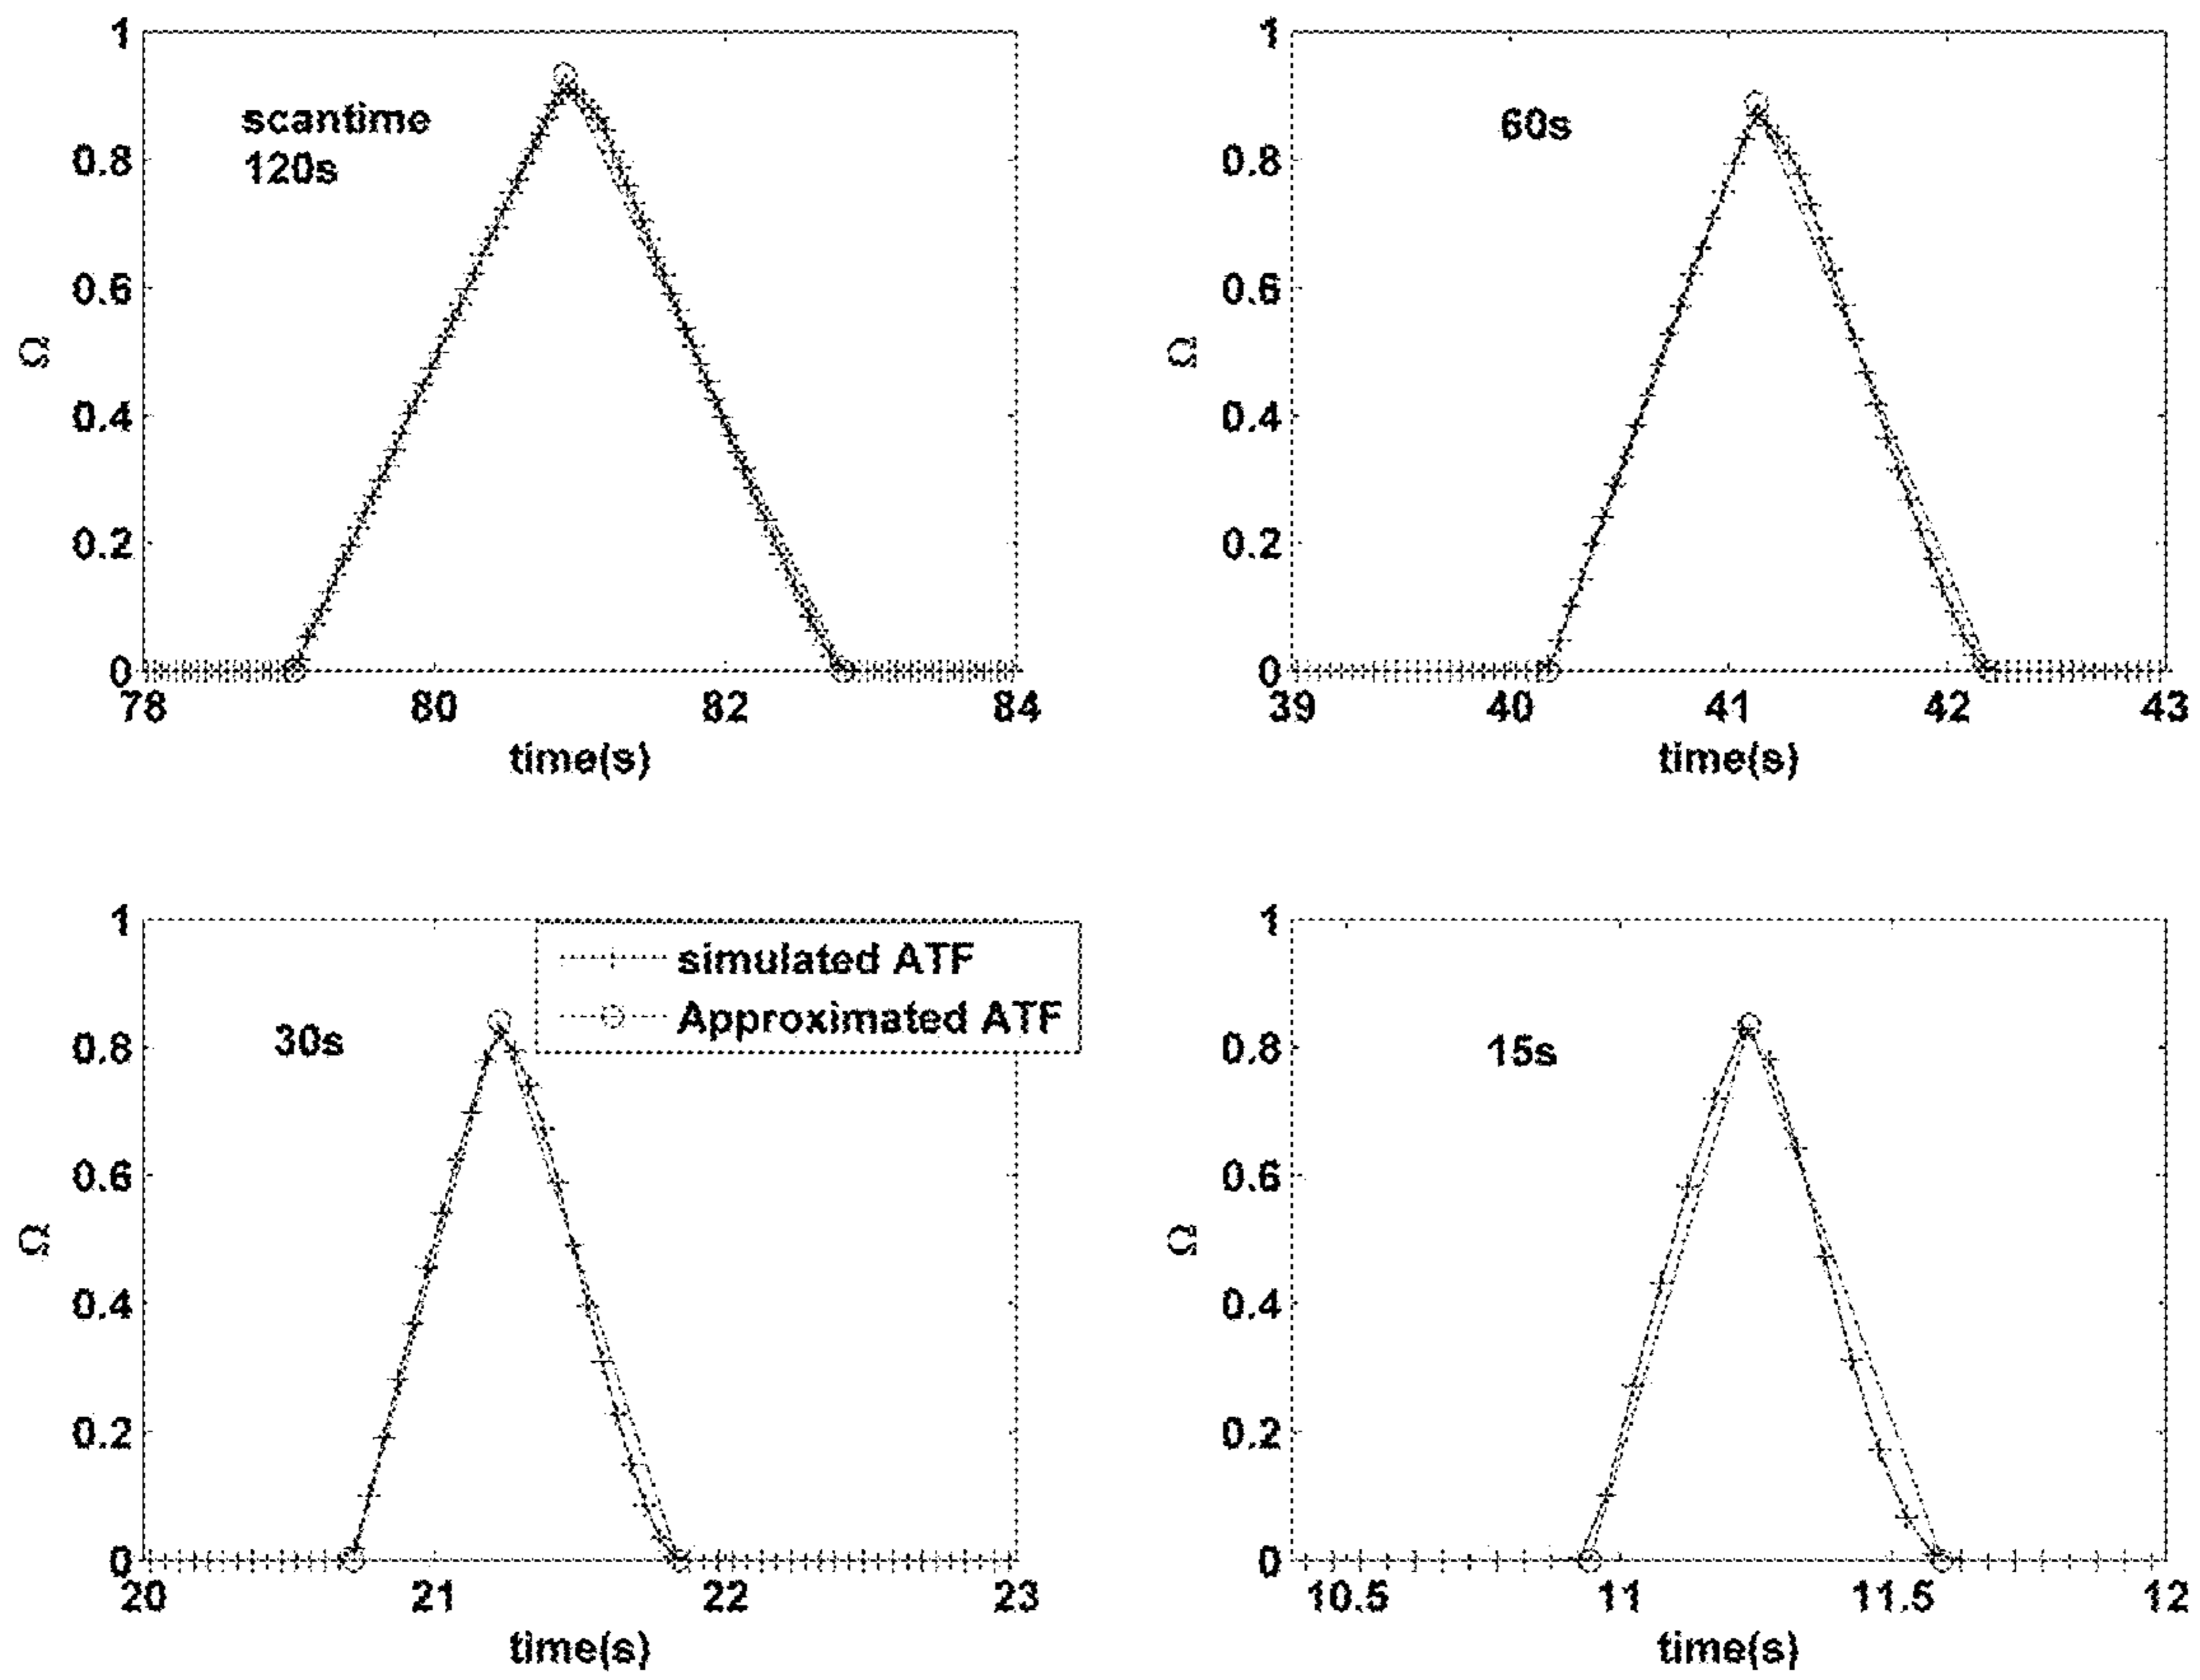 1
0.8
0.6
0.4
0.2
0
Ω
scantime
120s
78 80 82 84
time(s)
1
0.8
0.6
0.4
0.2
0
Ω
60s
39 40 41 42 43
time(s)
1
0.8
0.6
0.4
0.2
0
Ω
30s
simulated ATF
Approximated ATF
20 21 22 23
time(s)
1
0.8
0.6
0.4
0.2
0
Ω
15s
10.5 11 11.5 12
time(s)